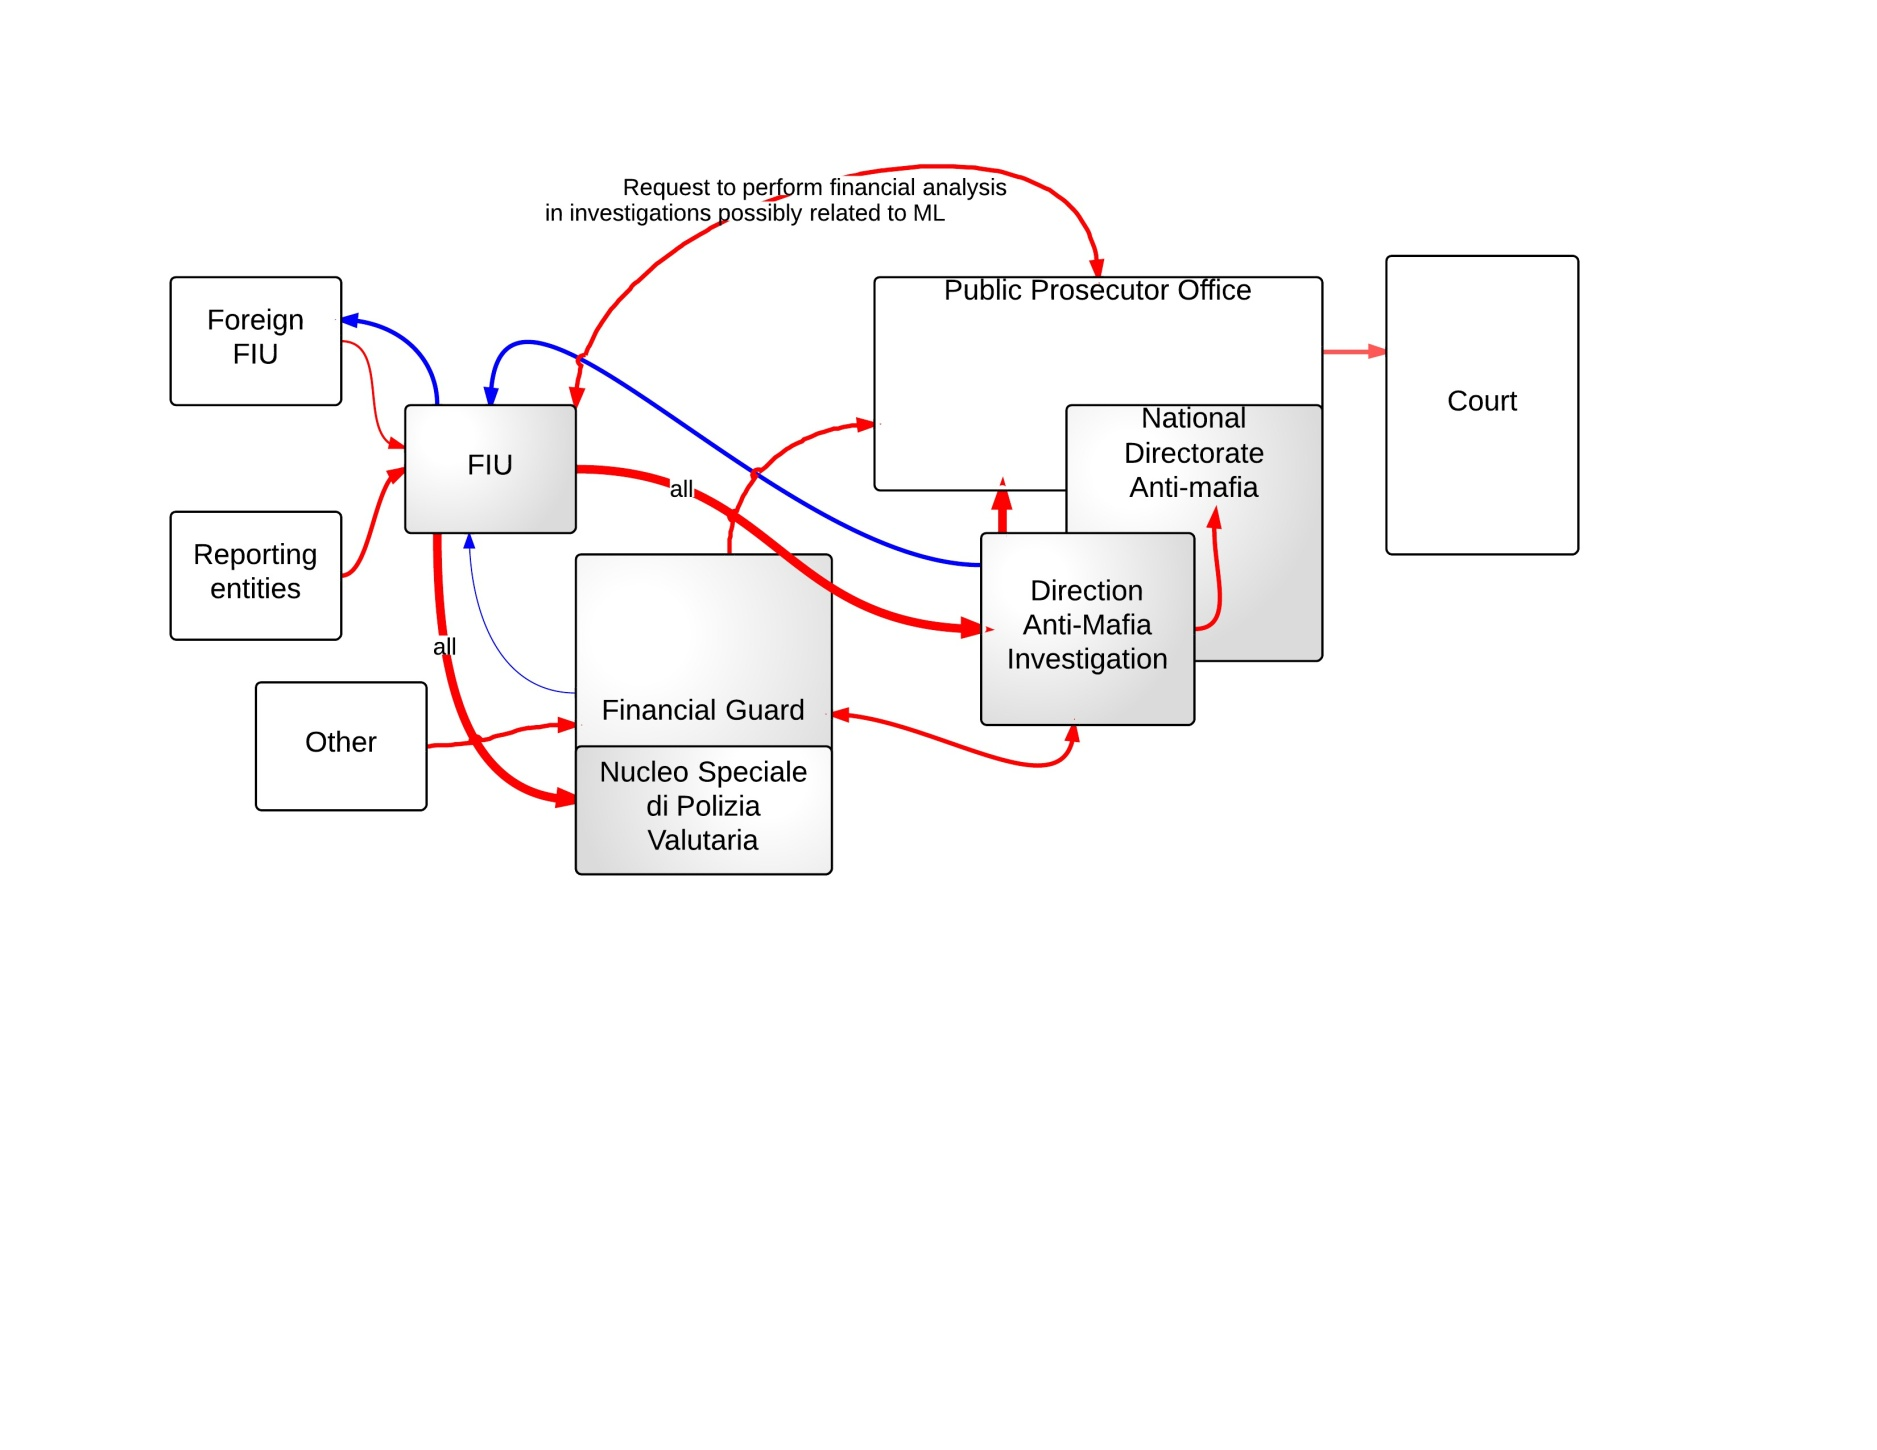 Request to perform financial analysis
in investigations possibly related to ML
Foreign
FIU
Public Prosecutor Office
Court
FIU
all
National
Directorate
Anti-mafia
Reporting
entities
all
Direction
Anti-Mafia
Investigation
Other
Financial Guard
Nucleo Speciale
di Polizia
Valutaria